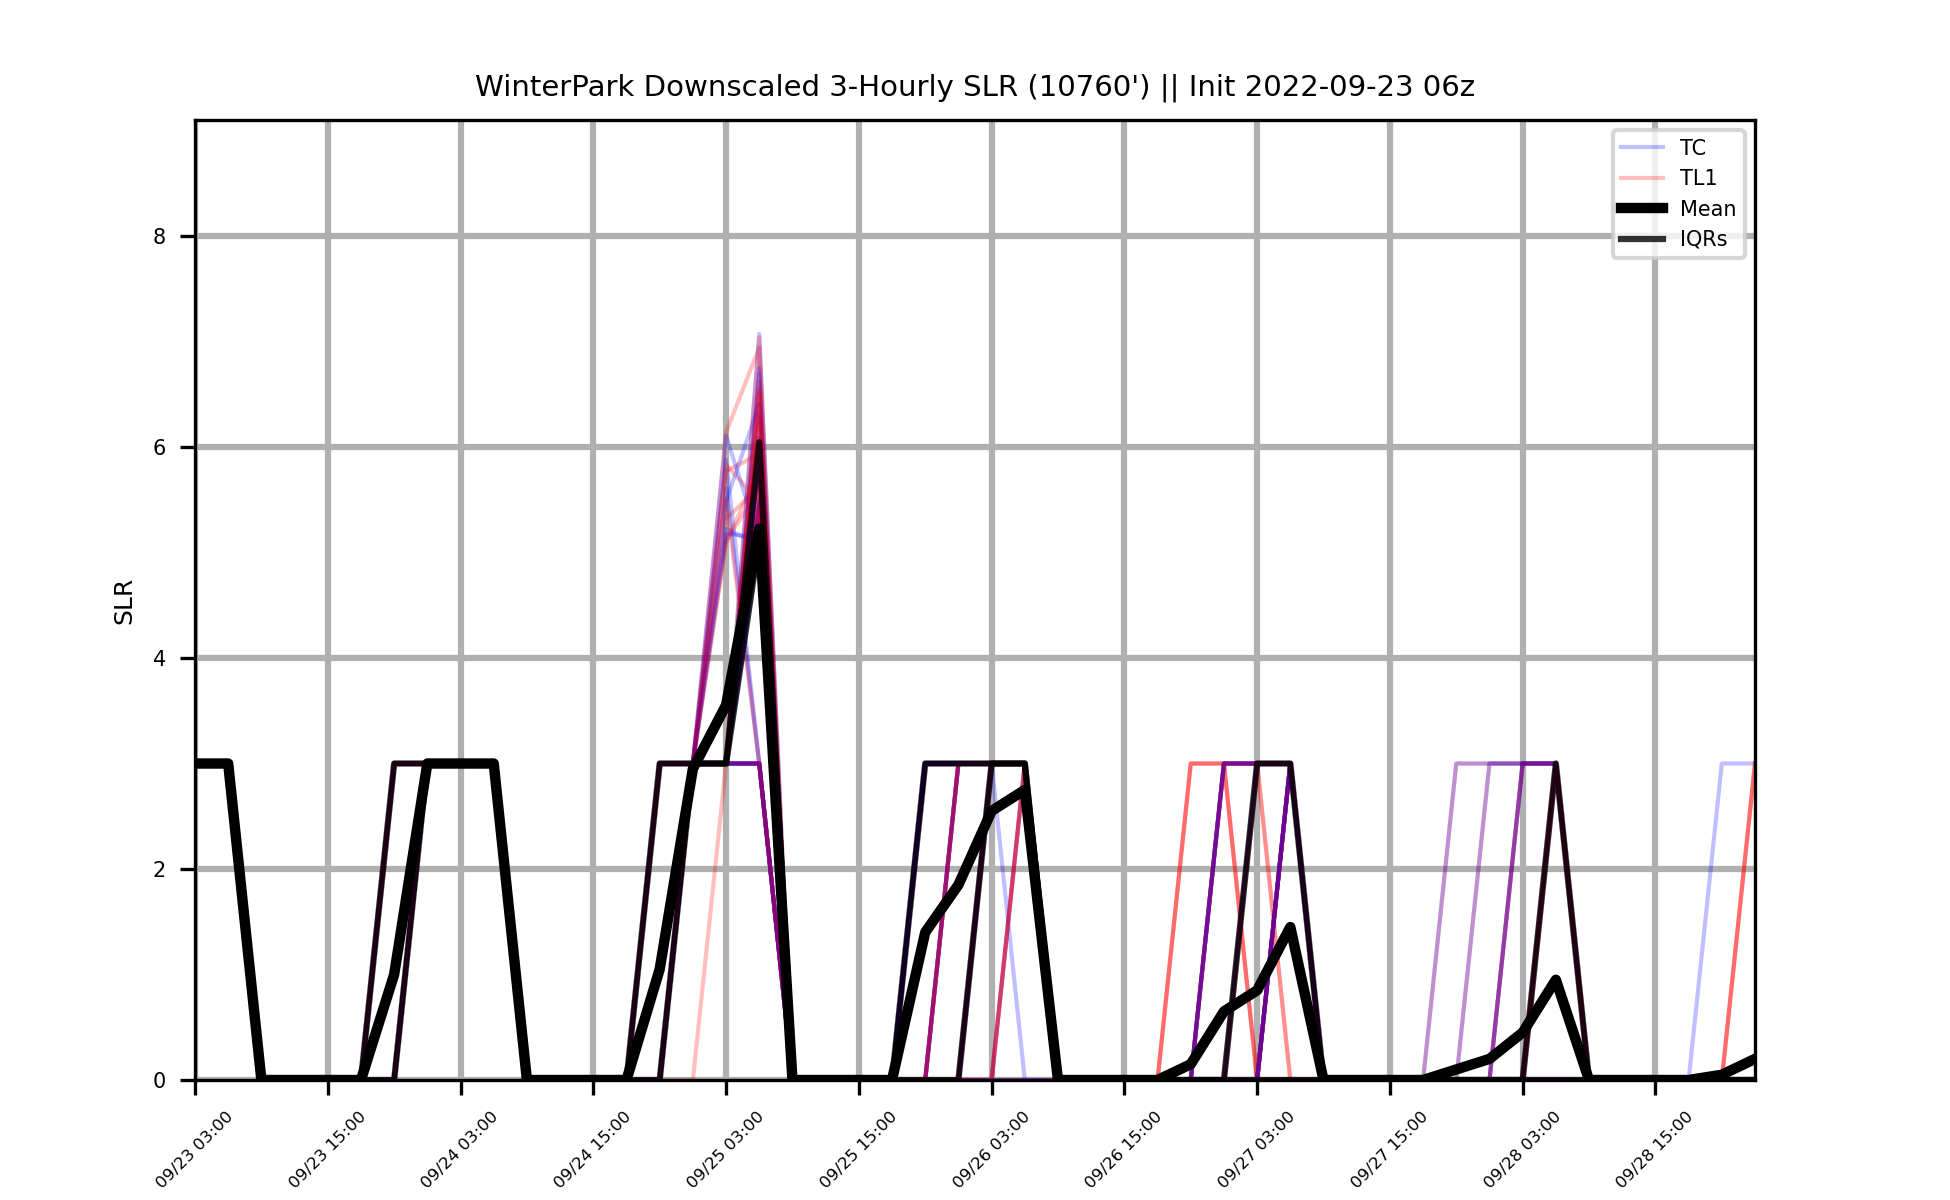 WinterPark Downscaled 3-Hourly SLR (10760') || Init 2022-09-23 06z
TC
TL1
Mean
IQRs
8
6
4
2
0
SLR
09/23 03:00
09/23 15:00
09/24 03:00
09/24 15:00
09/25 03:00
09/25 15:00
09/26 03:00
09/26 15:00
09/27 03:00
09/27 15:00
09/28 03:00
09/28 15:00